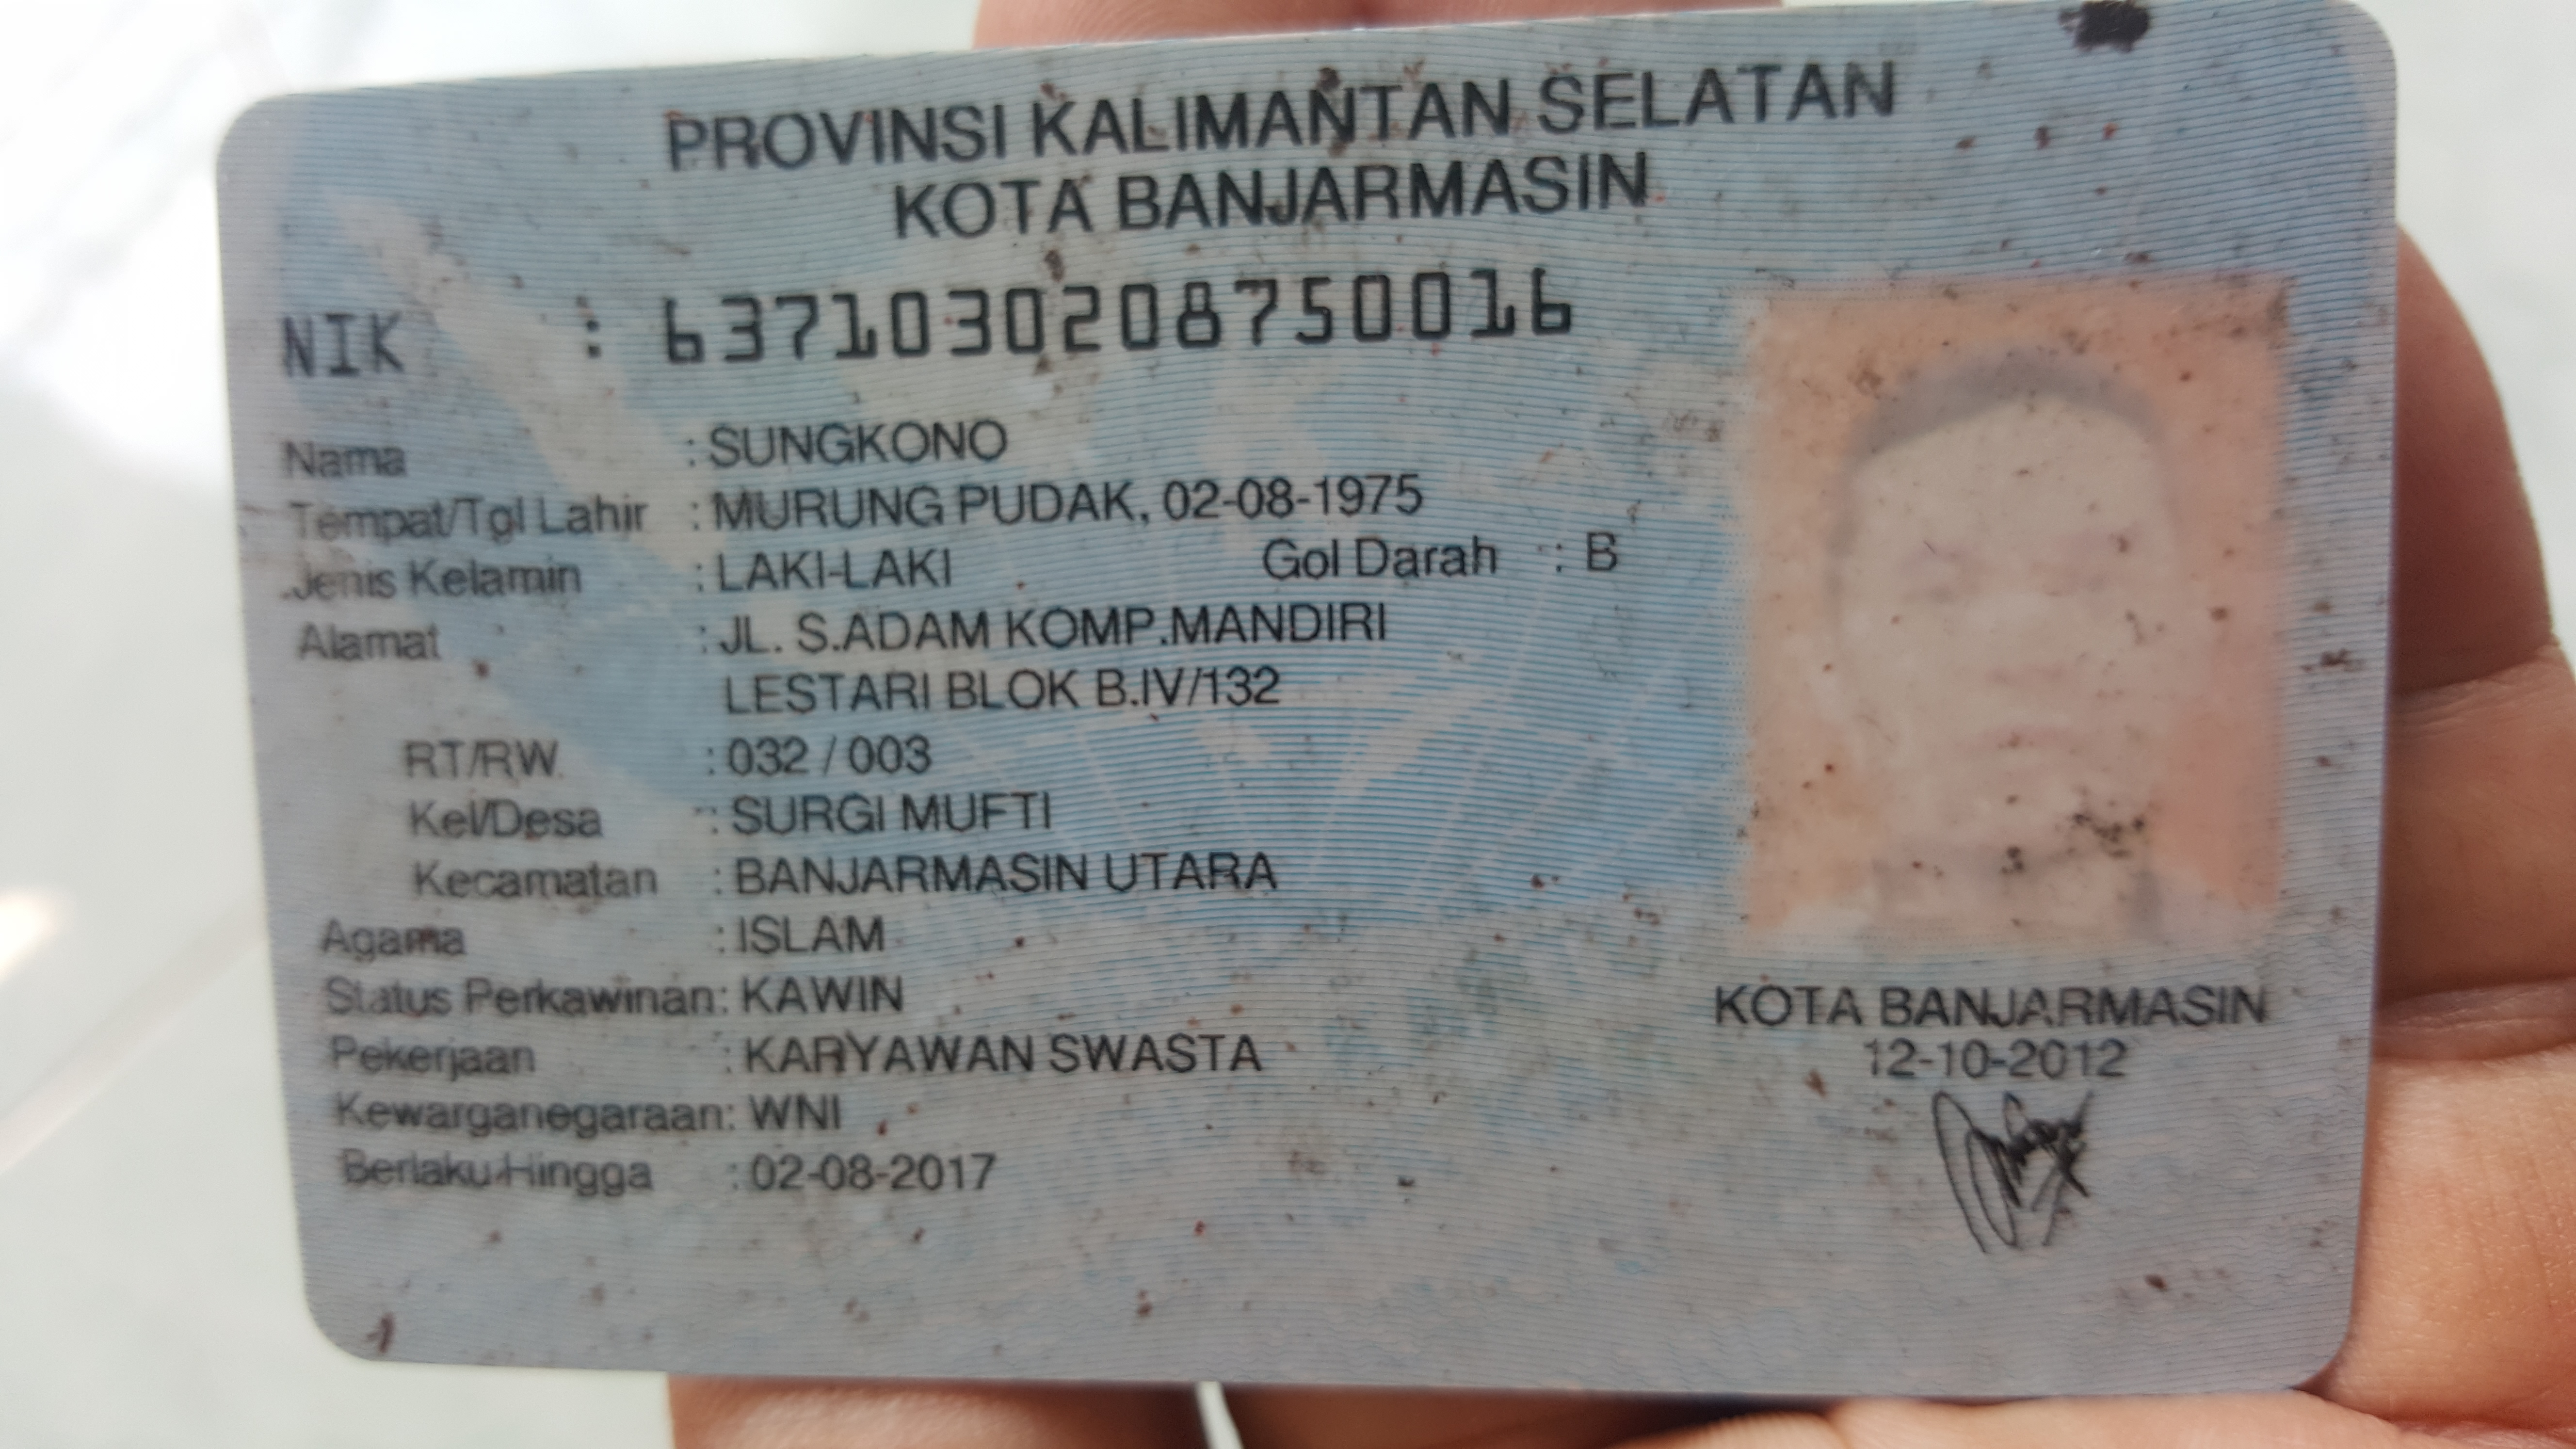 PROVINSI KALIMANTAN SELATAN
KOTA BANJARMASIN
NIK : 6371030208750016
Nama : SUNGKONO
Tempat/Tgl Lahir : MURUNG PUDAK, 02-08-1975
Jenis Kelamin : LAKI-LAKI Gol Darah : B
Alamat : JL. S.ADAM KOMP.MANDIRI
LESTARI BLOK B.IV/132
RT/RW : 032 / 003
Kel/Desa : SURGI MUFTI
Kecamatan : BANJARMASIN UTARA
Agama : ISLAM
Status Perkawinan: KAWIN
Pekerjaan : KARYAWAN SWASTA
Kewarganegaraan: WNI
Berlaku Hingga : 02-08-2017
KOTA BANJARMASIN
12-10-2012